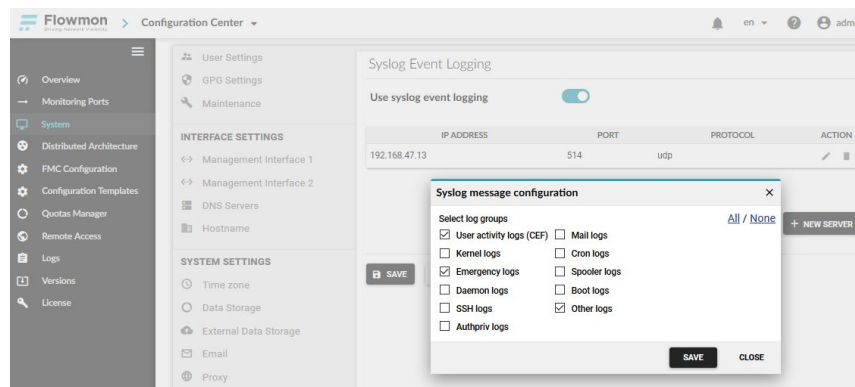 Flowmon
Driving Network Visibility
> Configuration Center
en
adm
Overview
Monitoring Ports
System
Distributed Architecture
FMC Configuration
Configuration Templates
Quotas Manager
Remote Access
Logs
Versions
License
User Settings
GPG Settings
Maintenance
INTERFACE SETTINGS
Management Interface 1
Management Interface 2
DNS Servers
Hostname
SYSTEM SETTINGS
Time zone
Data Storage
External Data Storage
Email
Proxy
Syslog Event Logging
Use syslog event logging
IP ADDRESS PORT PROTOCOL ACTION
192.168.47.13 514 udp
+ NEW SERVER
SAVE
Syslog message configuration ×
Select log groups All / None
User activity logs (CEF) Mail logs
Kernel logs Cron logs
Emergency logs Spooler logs
Daemon logs Boot logs
SSH logs Other logs
Authpriv logs
SAVE CLOSE